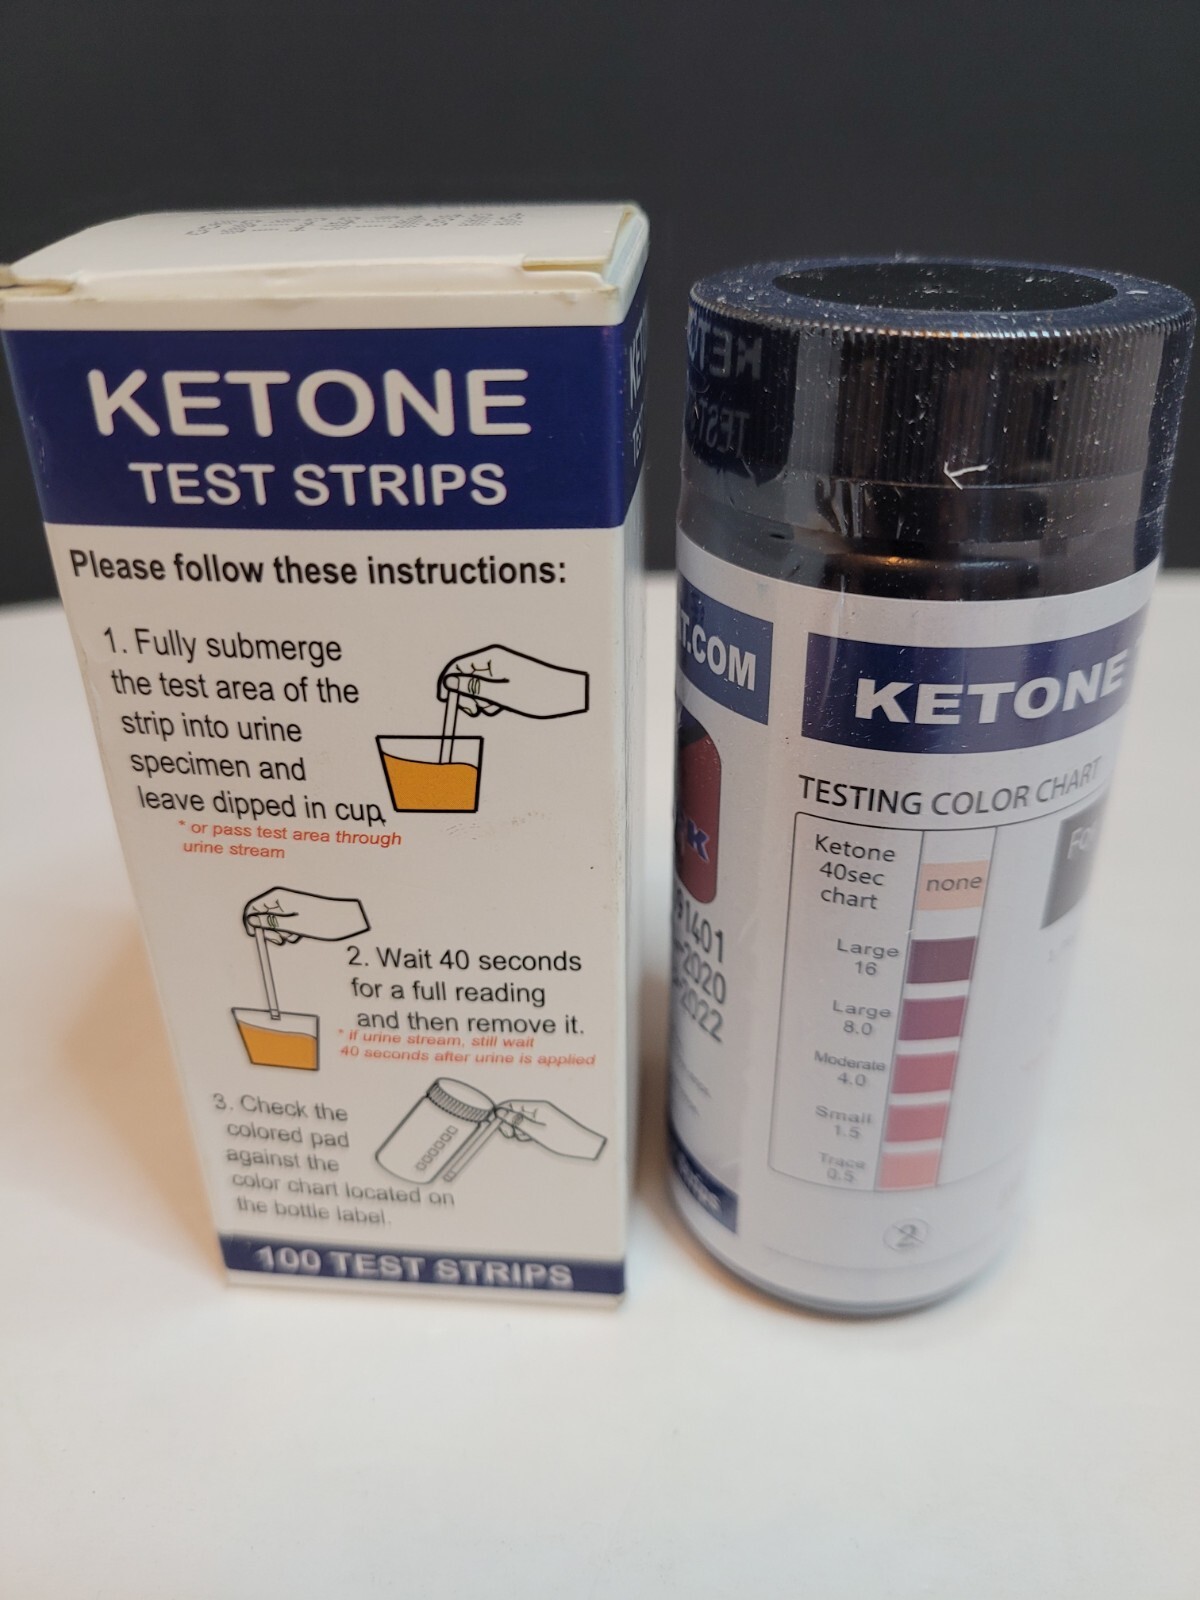 KETONE
TEST STRIPS
Please follow these instructions:
1. Fully submerge
the test area of the
strip into urine
specimen and
leave dipped in cup.
* or pass test area through
urine stream
2. Wait 40 seconds
for a full reading
and then remove it.
* if urine stream, still wait
40 seconds after urine is applied
3. Check the
colored pad
against the
color chart located on
the bottle label.
100 TEST STRIPS
.COM
91401
-2020
-2022
KETONE
TESTING COLOR CHART
Ketone
40sec
chart
none
Large
16
Large
8.0
Moderate
4.0
Small
1.5
Trace
0.5
2